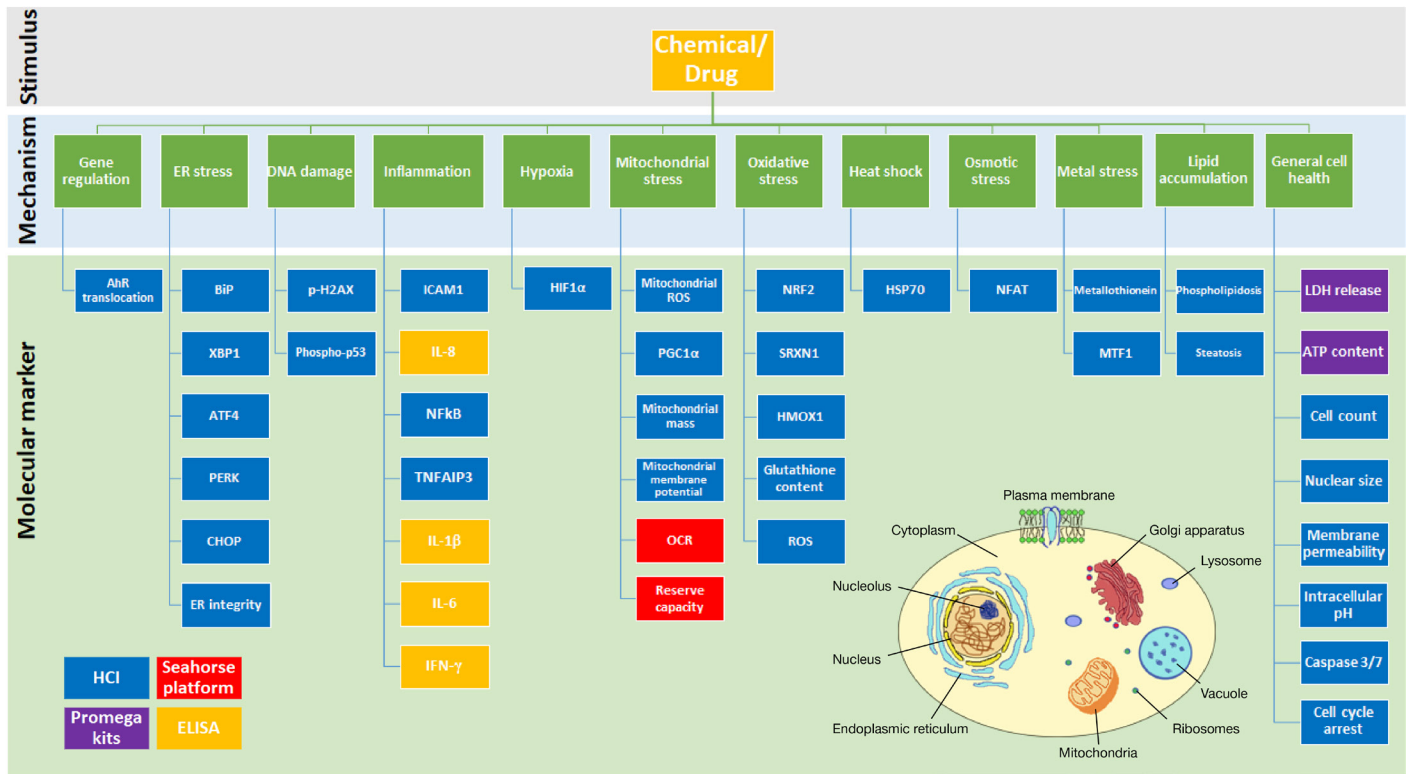 Stimulus
Chemical/
Drug
Mechanism
Gene
regulation
ER stress
DNA damage
Inflammation
Hypoxia
Mitochondrial
stress
Oxidative
stress
Heat shock
Osmotic
stress
Metal stress
Lipid
accumulation
General cell
health
Molecular marker
AhR
translocation
BiP
XBP1
ATF4
PERK
CHOP
ER integrity
p-H2AX
Phospho-p53
ICAM1
IL-8
NFkB
TNFAIP3
IL-1β
IL-6
IFN-γ
HIF1α
Mitochondrial
ROS
PGC1α
Mitochondrial
mass
Mitochondrial
membrane
potential
OCR
Reserve
capacity
NRF2
SRXN1
HMOX1
Glutathione
content
ROS
HSP70
NFAT
Metallothionein
MTF1
Phospholipidosis
Steatosis
LDH release
ATP content
Cell count
Nuclear size
Membrane
permeability
Intracellular
pH
Caspase 3/7
Cell cycle
arrest
HCI
Seahorse
platform
Promega
kits
ELISA
Plasma membrane
Cytoplasm
Golgi apparatus
Lysosome
Nucleolus
Nucleus
Vacuole
Endoplasmic reticulum
Ribosomes
Mitochondria